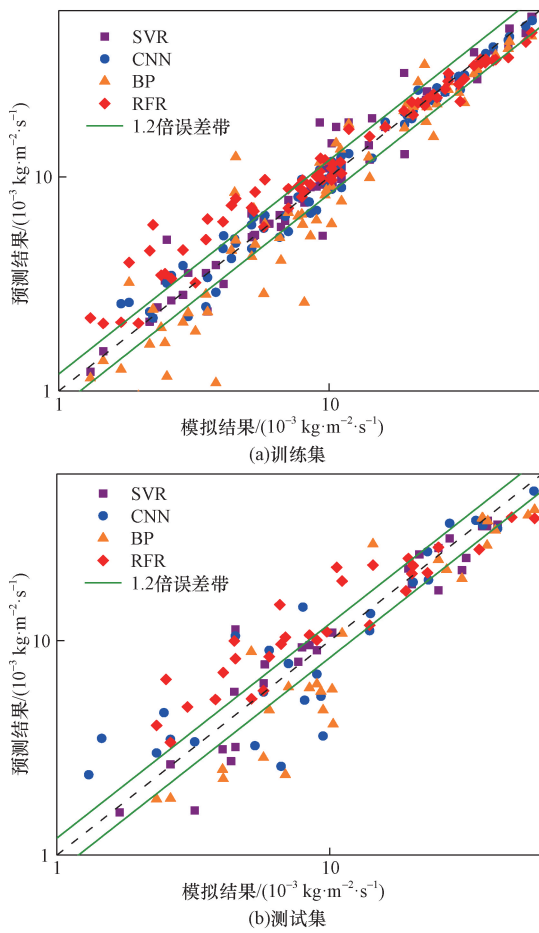 SVR
CNN
BP
RFR
1.2倍误差带
10
1
预测结果/(10⁻³ kg·m⁻²·s⁻¹)
1
10
模拟结果/(10⁻³ kg·m⁻²·s⁻¹)
(a)训练集
SVR
CNN
BP
RFR
1.2倍误差带
10
1
预测结果/(10⁻³ kg·m⁻²·s⁻¹)
1
10
模拟结果/(10⁻³ kg·m⁻²·s⁻¹)
(b)测试集